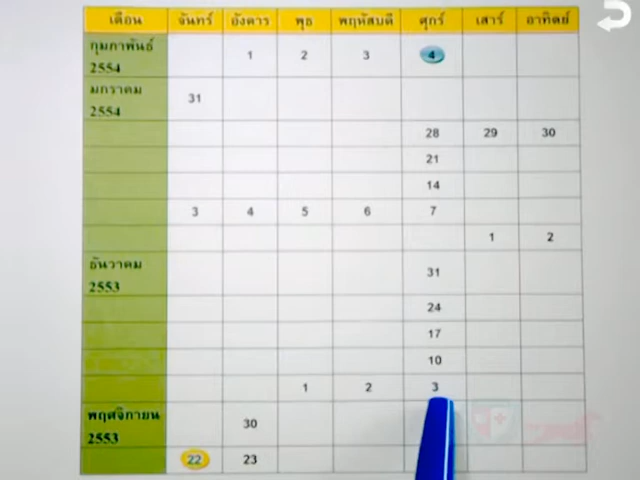 เดือน จันทร์ อังคาร พุธ พฤหัสบดี ศุกร์ เสาร์ อาทิตย์
กุมภาพันธ์ 2554 1 2 3 4
มกราคม 2554 31
28 29 30
21
14
3 4 5 6 7
1 2
ธันวาคม 2553 31
24
17
10
1 2 3
พฤศจิกายน 2553 30
22 23